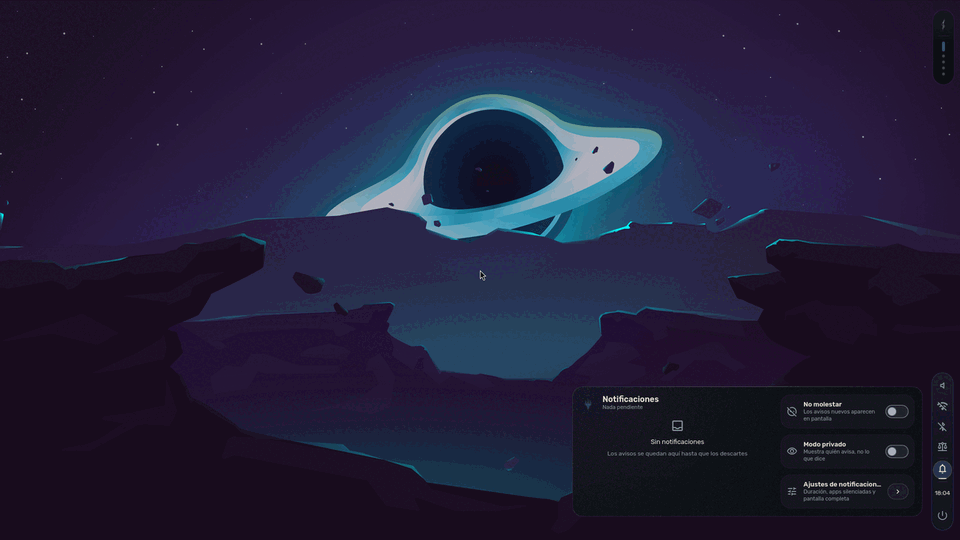 Notificaciones
Nada pendiente
Sin notificaciones
Los avisos se quedan aquí hasta que los descartes
No molestar
Los avisos nuevos aparecen
en pantalla
Modo privado
Muestra quién avisa, no lo
que dice
Ajustes de notificacion...
Duración, apps silenciadas y
pantalla completa
18:04